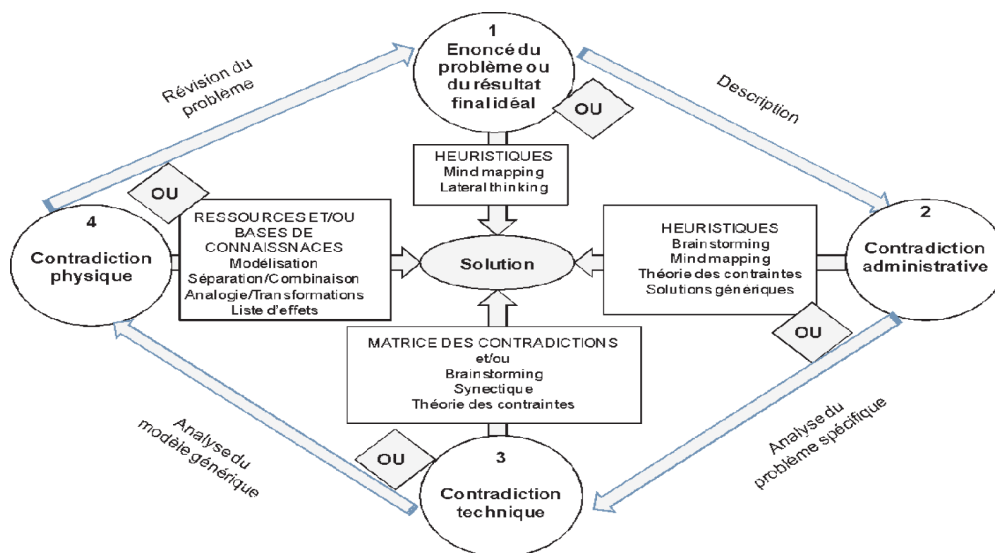 1
Enoncé du
problème ou
du résultat
final idéal
OU
Révision du
problème
Description
HEURISTIQUES
Mind mapping
Lateral thinking
OU
4
Contradiction
physique
RESSOURCES ET/OU
BASES DE
CONNAISSNACES
Modélisation
Séparation/Combinaison
Analogie/Transformations
Liste d'effets
Solution
HEURISTIQUES
Brainstorming
Mind mapping
Théorie des contraintes
Solutions génériques
2
Contradiction
administrative
OU
MATRICE DES CONTRADICTIONS
et/ou
Brainstorming
Synectique
Théorie des contraintes
Analyse du
modèle générique
OU
3
Contradiction
technique
Analyse du
problème spécifique